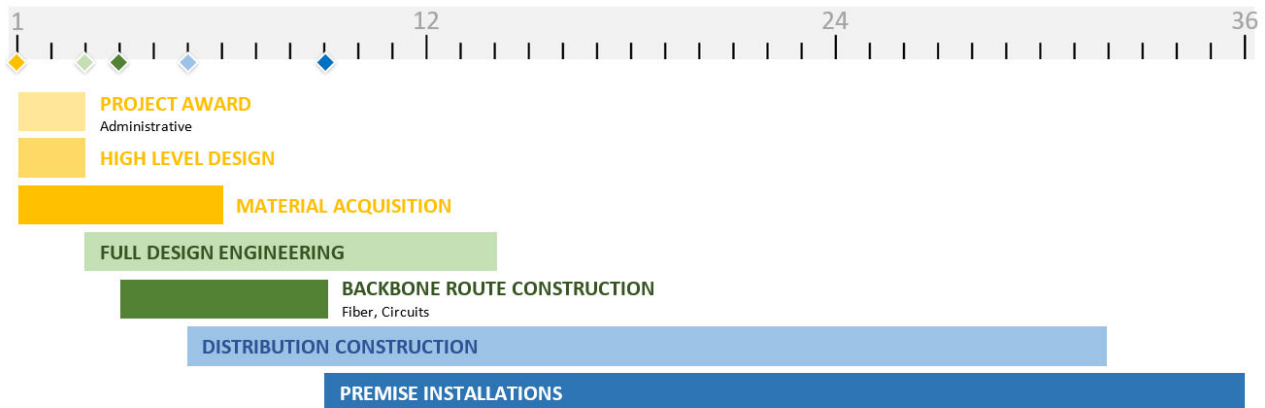 1 12 24 36
PROJECT AWARD
Administrative
HIGH LEVEL DESIGN
MATERIAL ACQUISITION
FULL DESIGN ENGINEERING
BACKBONE ROUTE CONSTRUCTION
Fiber, Circuits
DISTRIBUTION CONSTRUCTION
PREMISE INSTALLATIONS